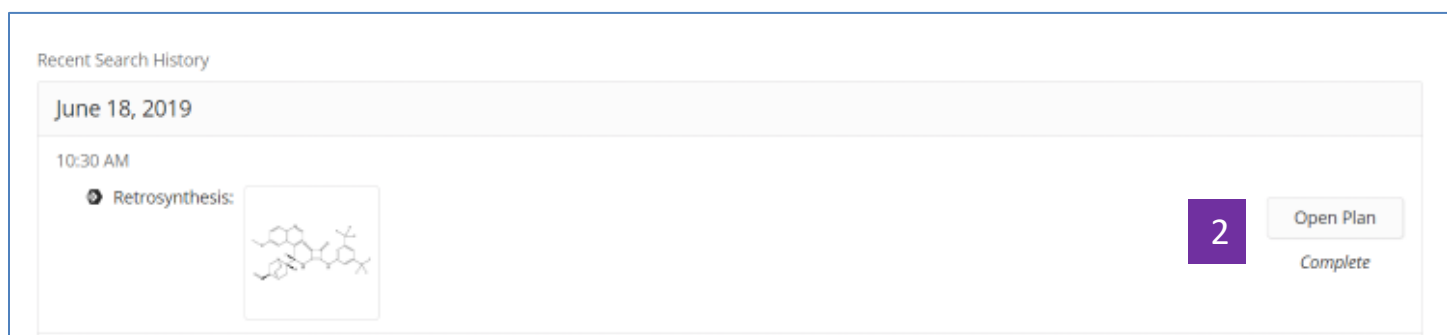 Recent Search History
June 18, 2019
10:30 AM
Retrosynthesis:
2
Open Plan
Complete